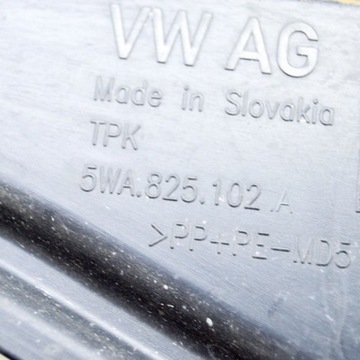 VW AG
Made in Slovakia
TPK
5WA.825.102.A
>PP+PE-MD5